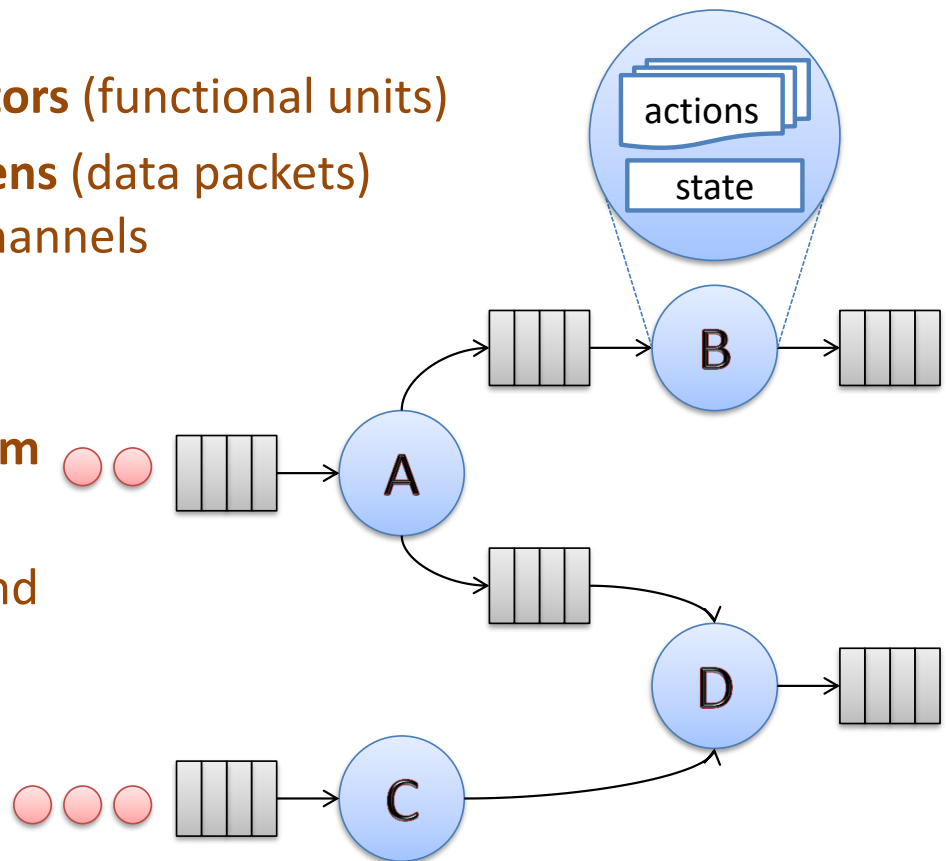 tors (functional units)
ens (data packets)
hannels
m
nd
actions
state
B
A
D
C